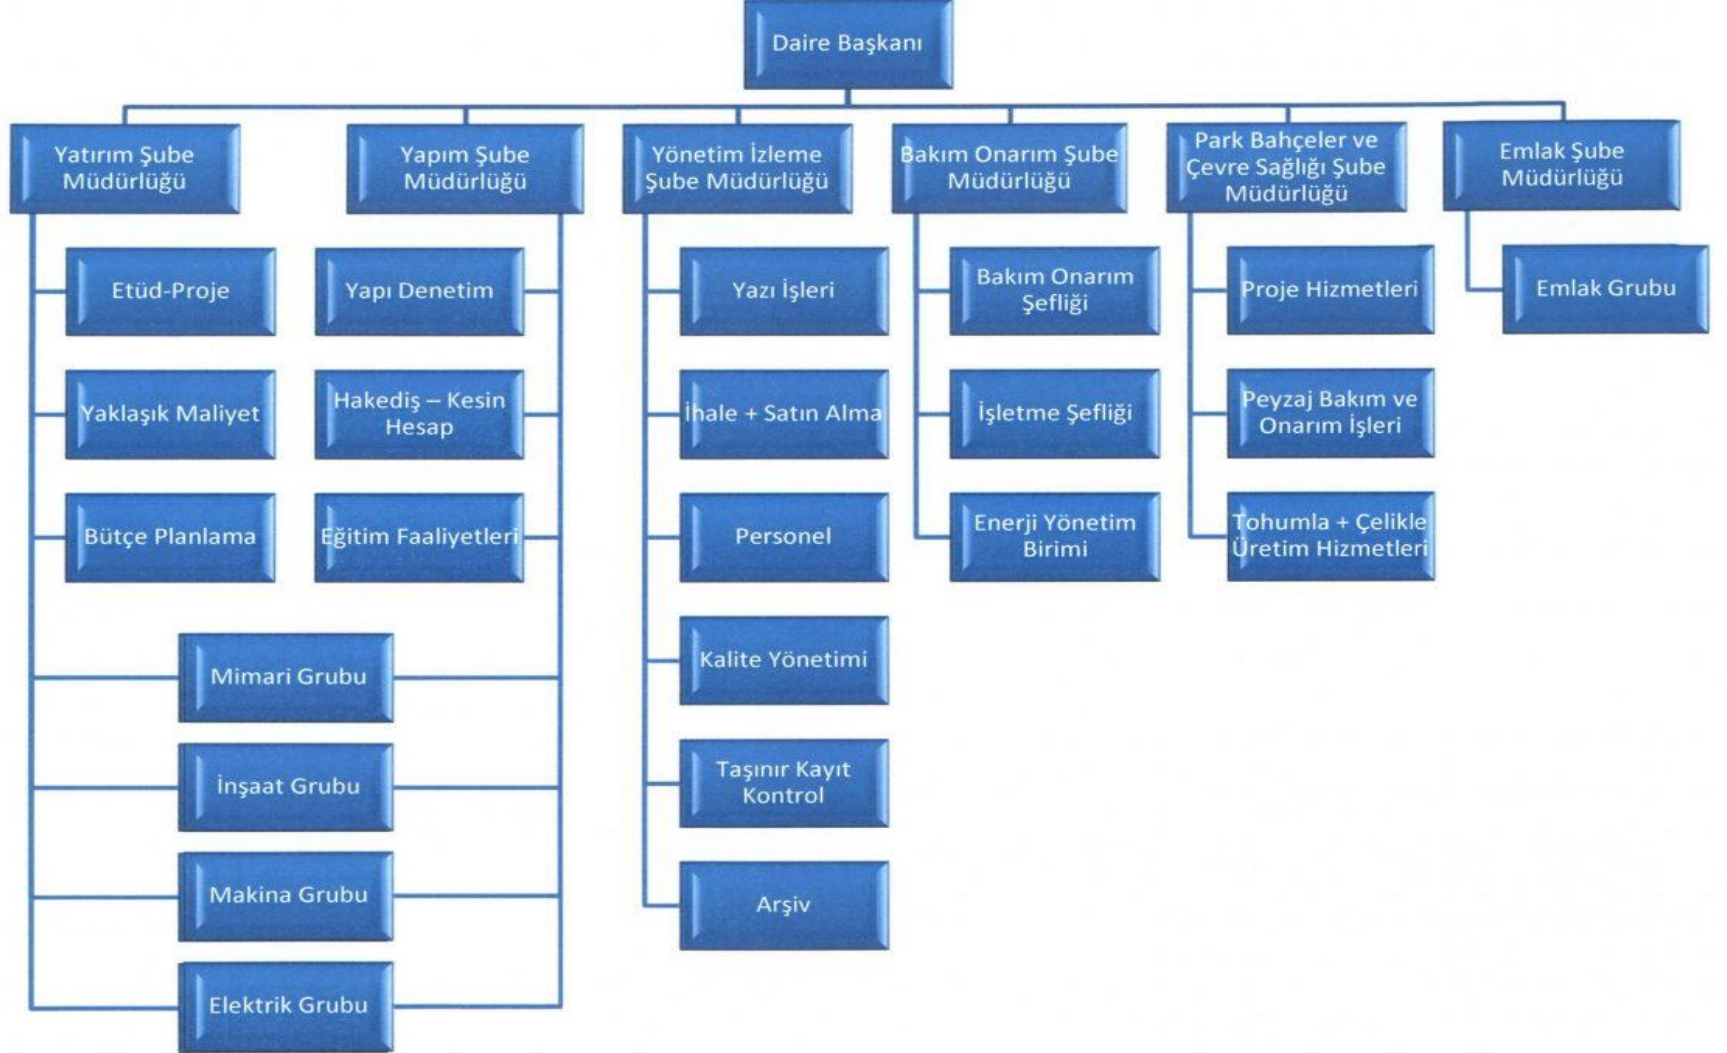 Daire Başkanı
Yatırım Şube
Müdürlüğü
Yapım Şube
Müdürlüğü
Yönetim İzleme
Şube Müdürlüğü
Bakım Onarım Şube
Müdürlüğü
Park Bahçeler ve
Çevre Sağlığı Şube
Müdürlüğü
Emlak Şube
Müdürlüğü
Etüd-Proje
Yaklaşık Maliyet
Bütçe Planlama
Yapı Denetim
Hakediş – Kesin
Hesap
Eğitim Faaliyetleri
Mimari Grubu
İnşaat Grubu
Makina Grubu
Elektrik Grubu
Yazı İşleri
İhale + Satın Alma
Personel
Kalite Yönetimi
Taşınır Kayıt
Kontrol
Arşiv
Bakım Onarım
Şefliği
İşletme Şefliği
Enerji Yönetim
Birimi
Proje Hizmetleri
Peyzaj Bakım ve
Onarım İşleri
Tohumla + Çelikle
Üretim Hizmetleri
Emlak Grubu